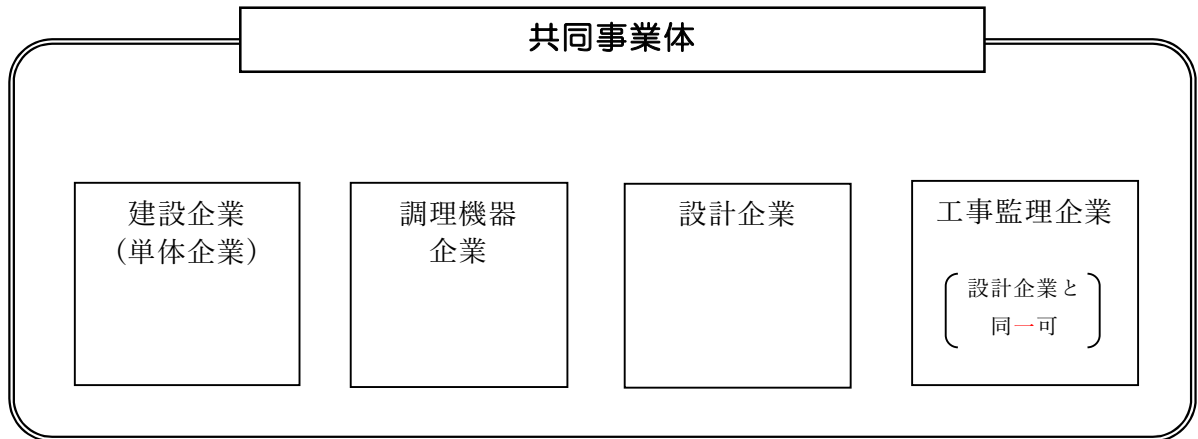 共同事業体
建設企業
（単体企業）
調理機器
企業
設計企業
工事監理企業
設計企業と
同一可